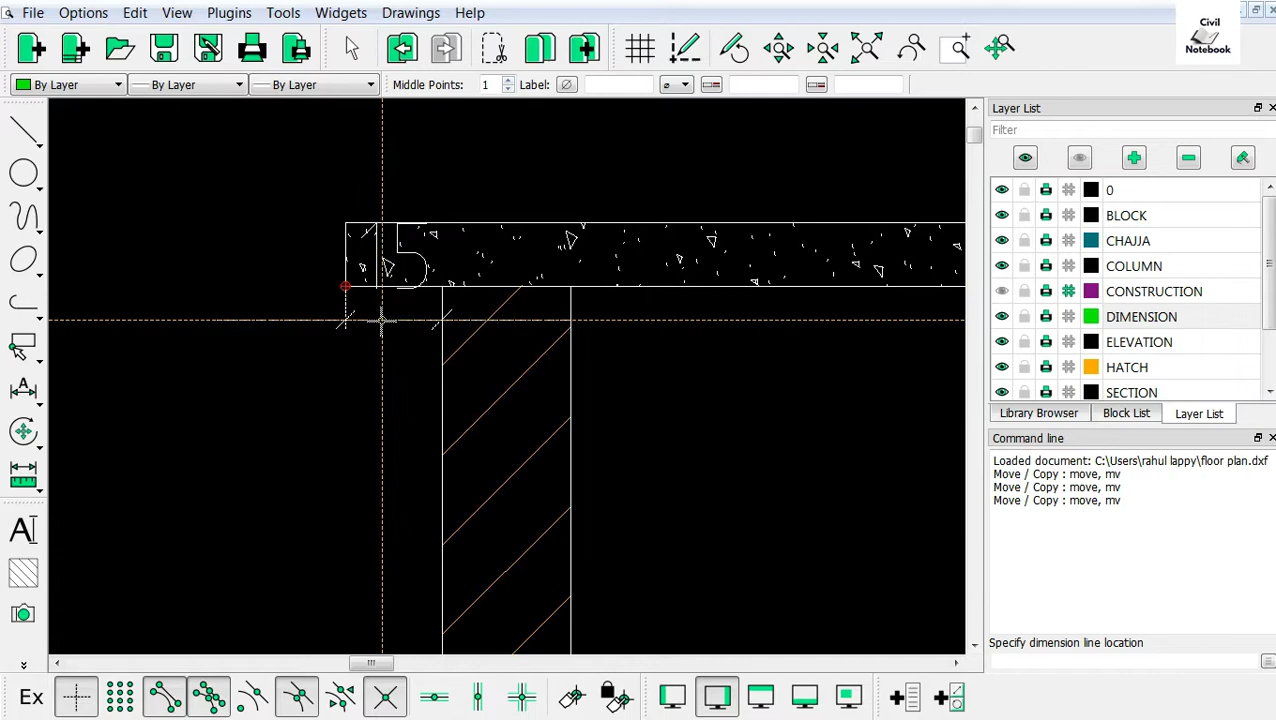 File Options Edit View Plugins Tools Widgets Drawings Help
Civil
Notebook
By Layer By Layer By Layer Middle Points: 1 Label: ⌀ ⌀
Layer List
Filter
0
BLOCK
CHAJJA
COLUMN
CONSTRUCTION
DIMENSION
ELEVATION
HATCH
SECTION
Library Browser Block List Layer List
Command line
Loaded document: C:\Users\rahul lappy\floor plan.dxf
Move / Copy : move, mv
Move / Copy : move, mv
Move / Copy : move, mv
Specify dimension line location
A
A
Ex